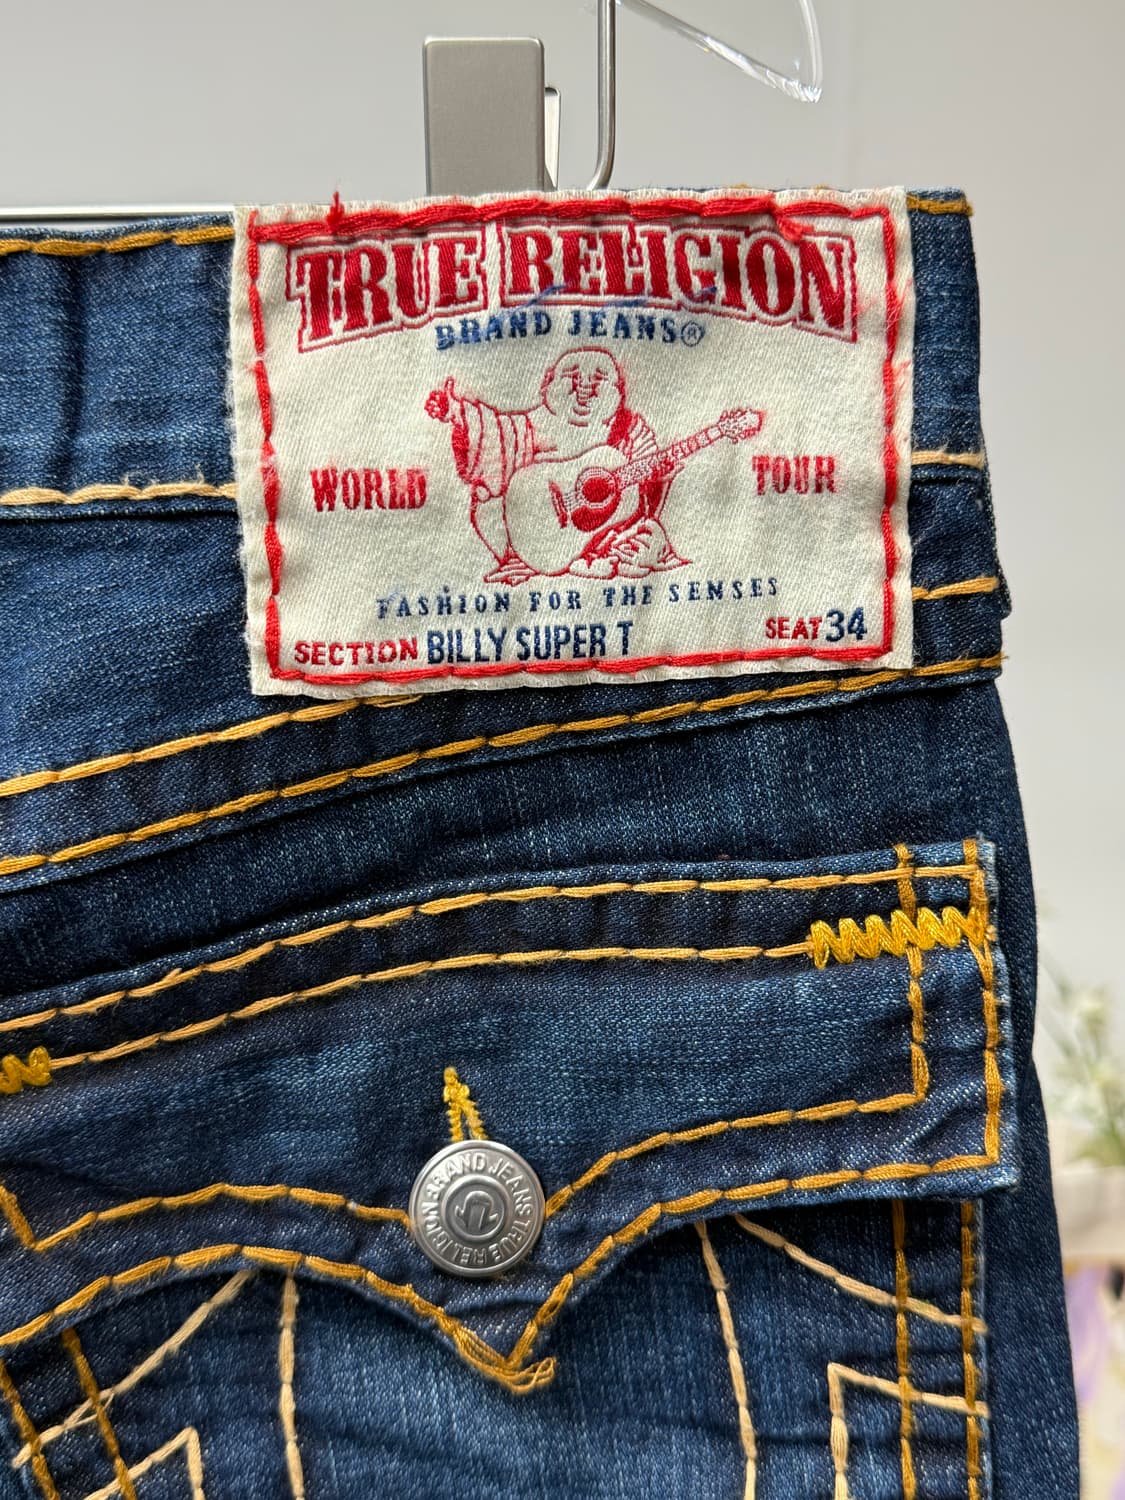 TRUE RELIGION
BRAND JEANS®
WORLD TOUR
FASHION FOR THE SENSES
SECTION BILLY SUPER T SEAT 34
TRUE RELIGION BRAND JEANS